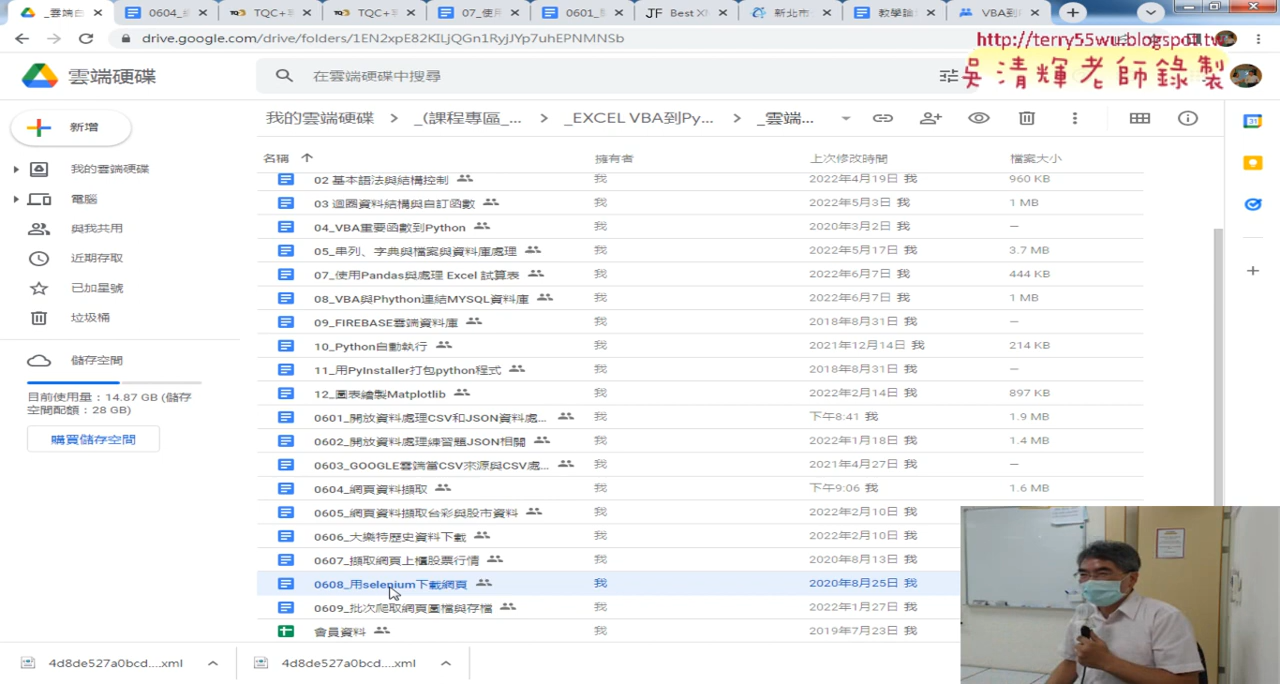 _雲端
0604_
TQC+
TQC+
07_使用
0601_
JF Best X
新北市
教學論
VBA到
drive.google.com/drive/folders/1EN2xpE82KILjQGn1RyjJYp7uhEPNMNSb
http://terry55wu.blogspot.tw
吳清輝老師錄製
雲端硬碟
在雲端硬碟中搜尋
新增
我的雲端硬碟 > _(課程專區_... > _EXCEL VBA到Py... > _雲端...
我的雲端硬碟
電腦
與我共用
近期存取
已加星號
垃圾桶
儲存空間
目前使用量：14.87 GB (儲存
空間配額：28 GB)
購買儲存空間
名稱 擁有者 上次修改時間 檔案大小
02 基本語法與結構控制 我 2022年4月19日 我 960 KB
03 迴圈資料結構與自訂函數 我 2022年5月3日 我 1 MB
04_VBA重要函數到Python 我 2020年3月2日 我 —
05_串列、字典與檔案與資料庫處理 我 2022年5月17日 我 3.7 MB
07_使用Pandas與處理 Excel 試算表 我 2022年6月7日 我 444 KB
08_VBA與Phython連結MYSQL資料庫 我 2022年6月7日 我 1 MB
09_FIREBASE雲端資料庫 我 2018年8月31日 我 —
10_Python自動執行 我 2021年12月14日 我 214 KB
11_用PyInstaller打包python程式 我 2018年8月31日 我 —
12_圖表繪製Matplotlib 我 2022年2月14日 我 897 KB
0601_開放資料處理CSV和JSON資料處... 我 下午8:41 我 1.9 MB
0602_開放資料處理練習題JSON相關 我 2022年1月18日 我 1.4 MB
0603_GOOGLE雲端當CSV來源與CSV處... 我 2021年4月27日 我 —
0604_網頁資料擷取 我 下午9:06 我 1.6 MB
0605_網頁資料擷取台彩與股市資料 我 2022年2月10日 我
0606_大樂特歷史資料下載 我 2022年2月10日 我
0607_擷取網頁上櫃股票行情 我 2020年8月13日 我
0608_用selenium下載網頁 我 2020年8月25日 我
0609_批次爬取網頁圖檔與存檔 我 2022年1月27日 我
會員資料 我 2019年7月23日 我
4d8de527a0bcd....xml
4d8de527a0bcd....xml